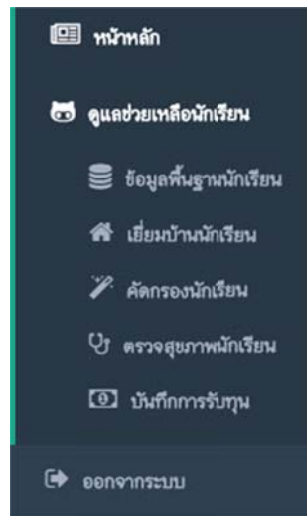 หน้าหลัก
ดูแลช่วยเหลือนักเรียน
ข้อมูลพื้นฐานนักเรียน
เยี่ยมบ้านนักเรียน
คัดกรองนักเรียน
ตรวจสุขภาพนักเรียน
บันทึกการรับทุน
ออกจากระบบ